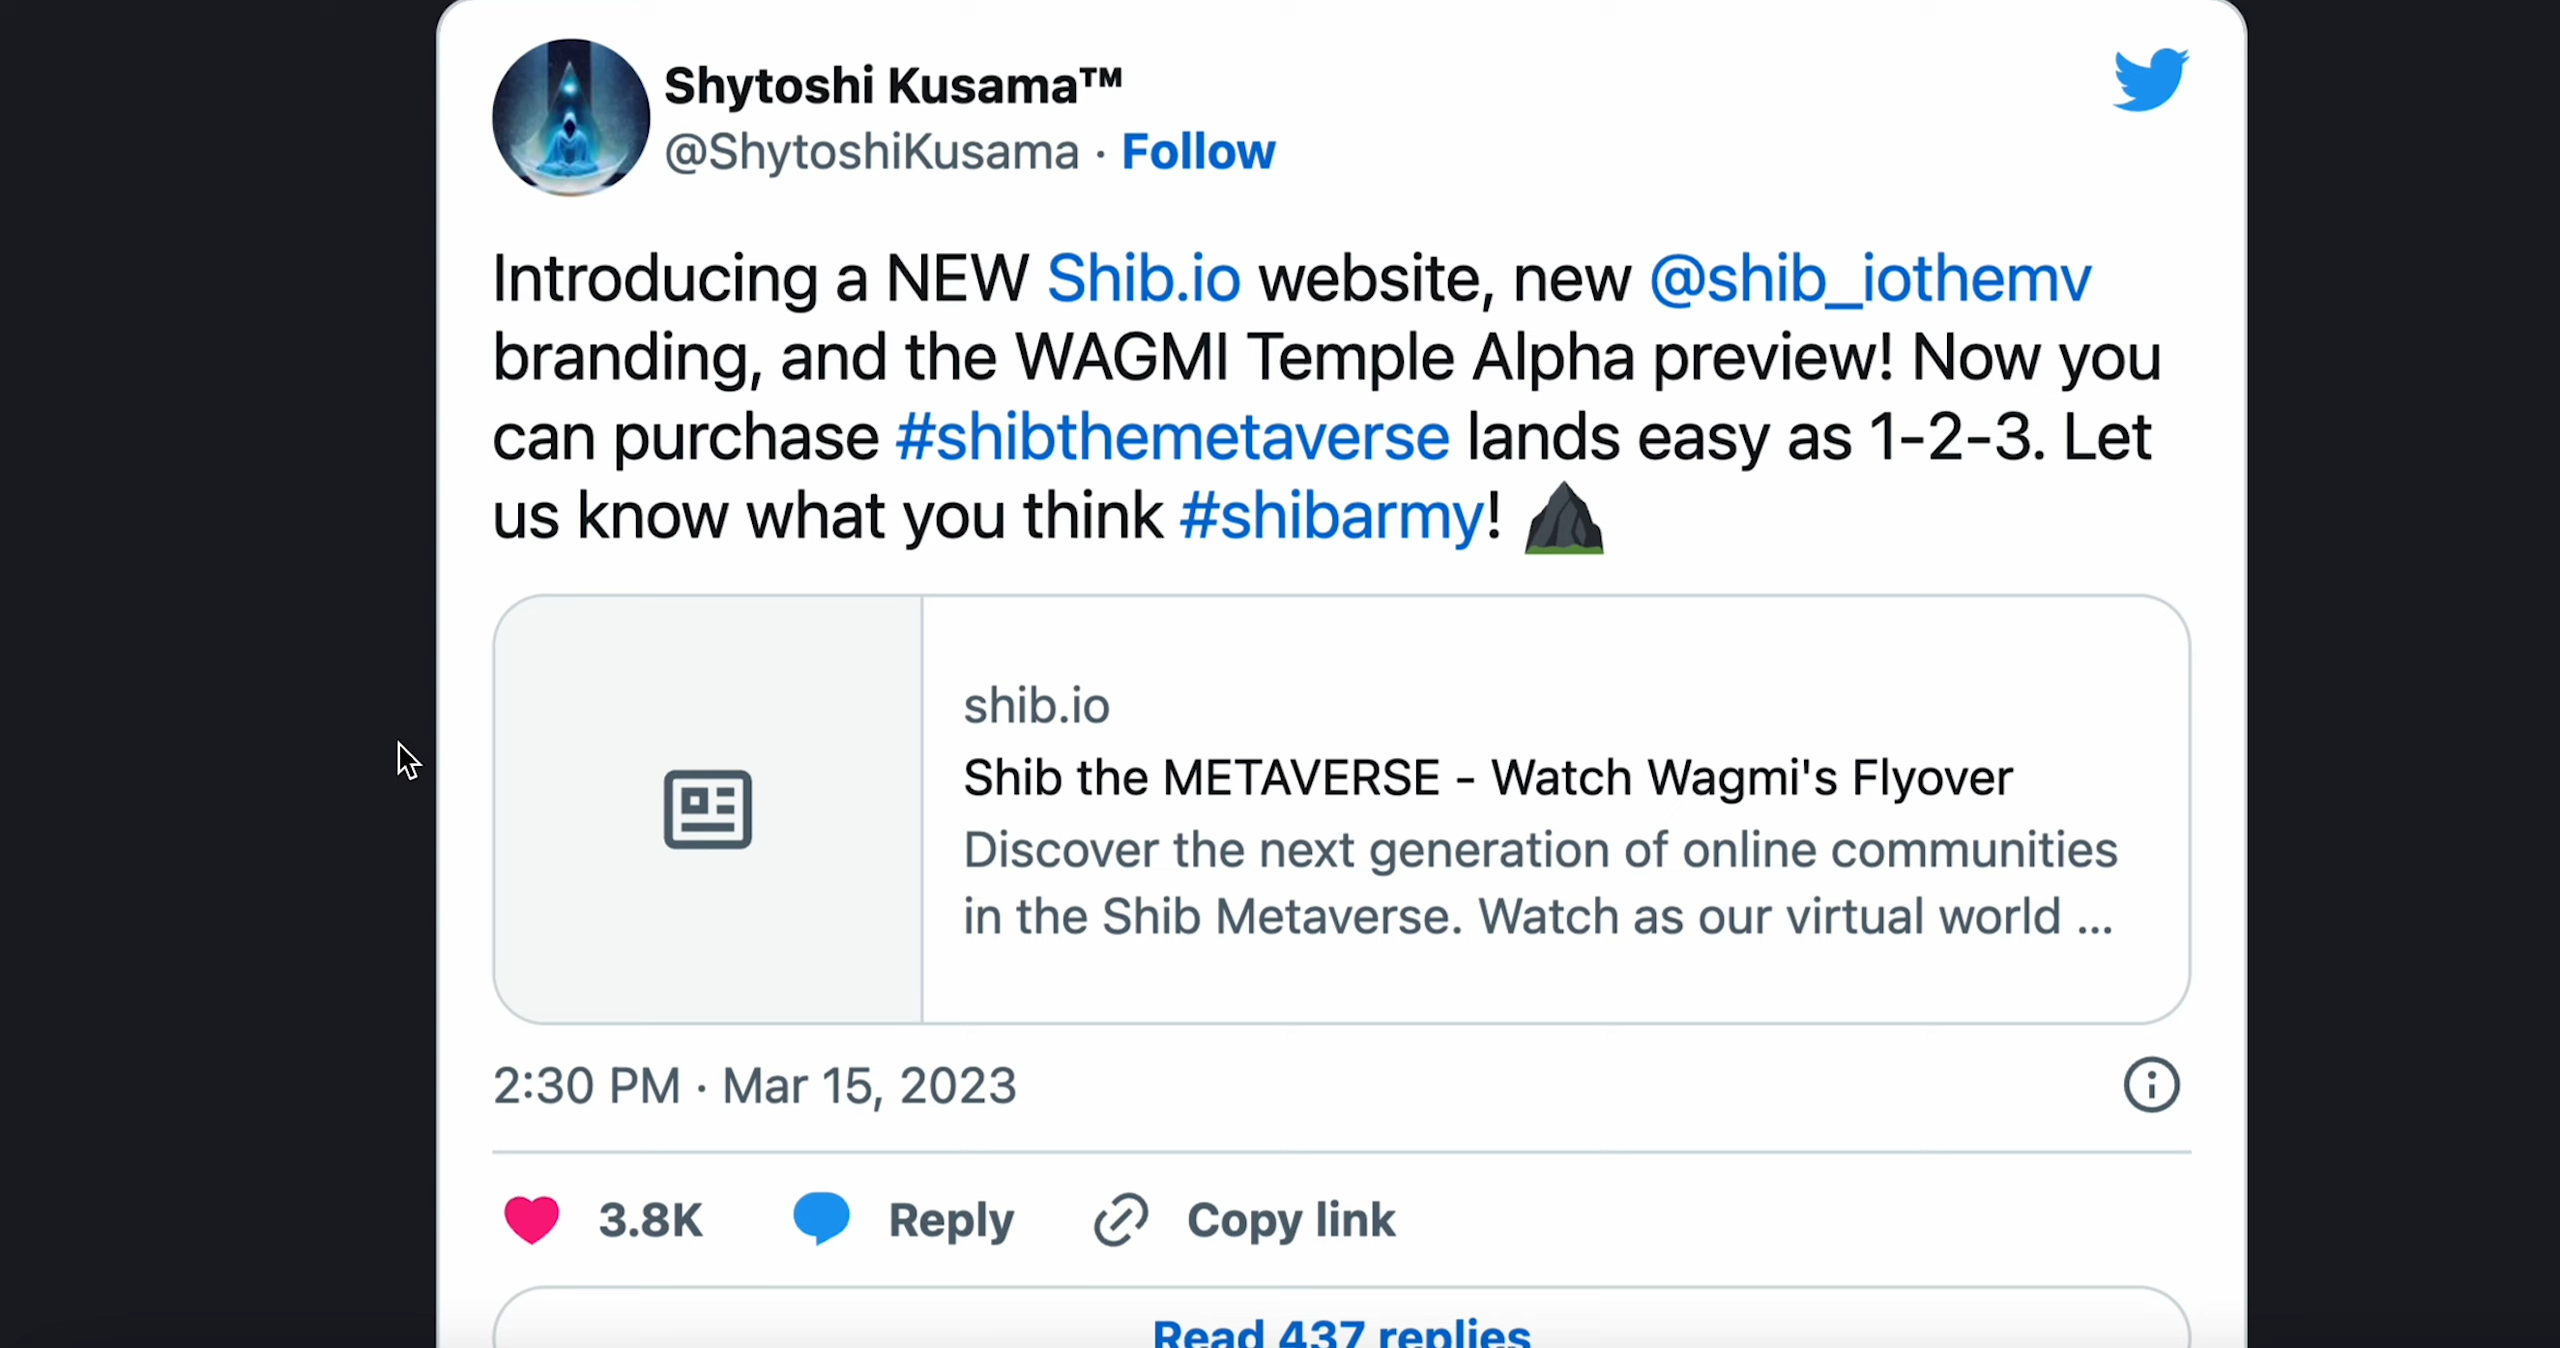 Shytoshi Kusama™
@ShytoshiKusama · Follow
Introducing a NEW Shib.io website, new @shib_iothemv
branding, and the WAGMI Temple Alpha preview! Now you
can purchase #shibthemetaverse lands easy as 1-2-3. Let
us know what you think #shibarmy!
shib.io
Shib the METAVERSE - Watch Wagmi's Flyover
Discover the next generation of online communities
in the Shib Metaverse. Watch as our virtual world ...
2:30 PM · Mar 15, 2023
3.8K Reply Copy link
Read 437 replies